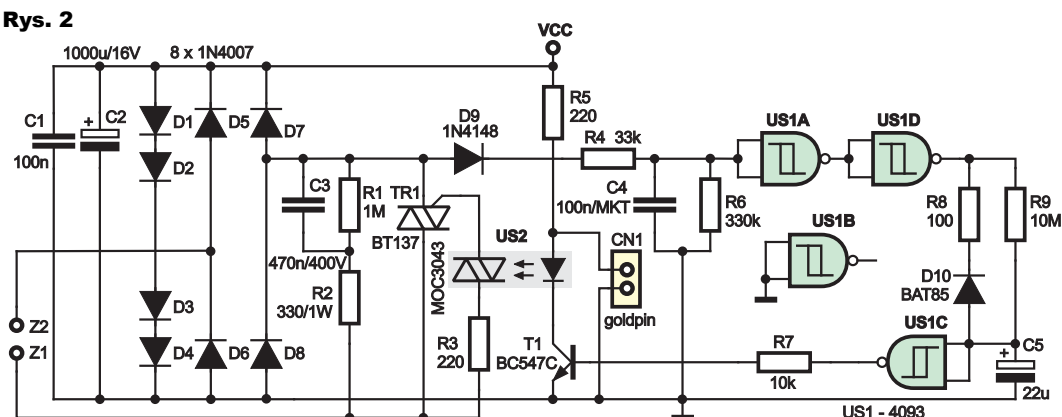 Rys. 2
1000u/16V
8 x 1N4007
VCC
C1
100n
+
C2
D1
D5
D7
D2
D9
1N4148
R5
220
R4 33k
US1A
US1D
C3
470n/400V
R1
1M
TR1
BT137
C4
100n/MKT
R6
330k
R8
100
R9
10M
US1B
US2
MOC3043
CN1
goldpin
R2
330/1W
D10
BAT85
D3
Z2
Z1
D4
D6
D8
R3
220
T1
BC547C
R7
10k
US1C
+
C5
22u
US1 - 4093